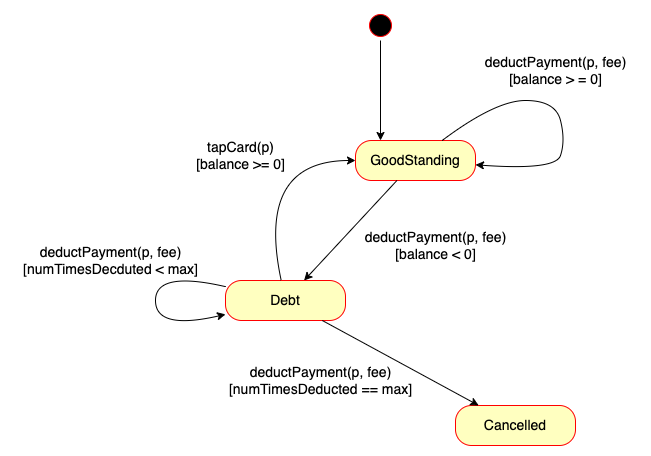 deductPayment(p, fee)
[balance > = 0]
tapCard(p)
[balance >= 0]
GoodStanding
deductPayment(p, fee)
[balance < 0]
deductPayment(p, fee)
[numTimesDecduted < max]
Debt
deductPayment(p, fee)
[numTimesDeducted == max]
Cancelled